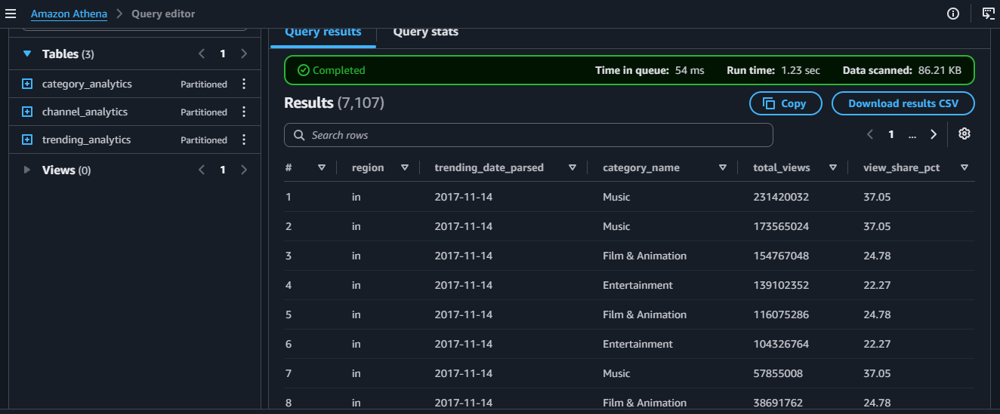 Amazon Athena > Query editor
Tables (3) < 1 >
category_analytics Partitioned
channel_analytics Partitioned
trending_analytics Partitioned
Views (0) < 1 >
Query results Query stats
Completed Time in queue: 54 ms Run time: 1.23 sec Data scanned: 86.21 KB
Results (7,107) Copy Download results CSV
Search rows < 1 ... >
# region trending_date_parsed category_name total_views view_share_pct
1 in 2017-11-14 Music 231420032 37.05
2 in 2017-11-14 Music 173565024 37.05
3 in 2017-11-14 Film & Animation 154767048 24.78
4 in 2017-11-14 Entertainment 139102352 22.27
5 in 2017-11-14 Film & Animation 116075286 24.78
6 in 2017-11-14 Entertainment 104326764 22.27
7 in 2017-11-14 Music 57855008 37.05
8 in 2017-11-14 Film & Animation 38691762 24.78